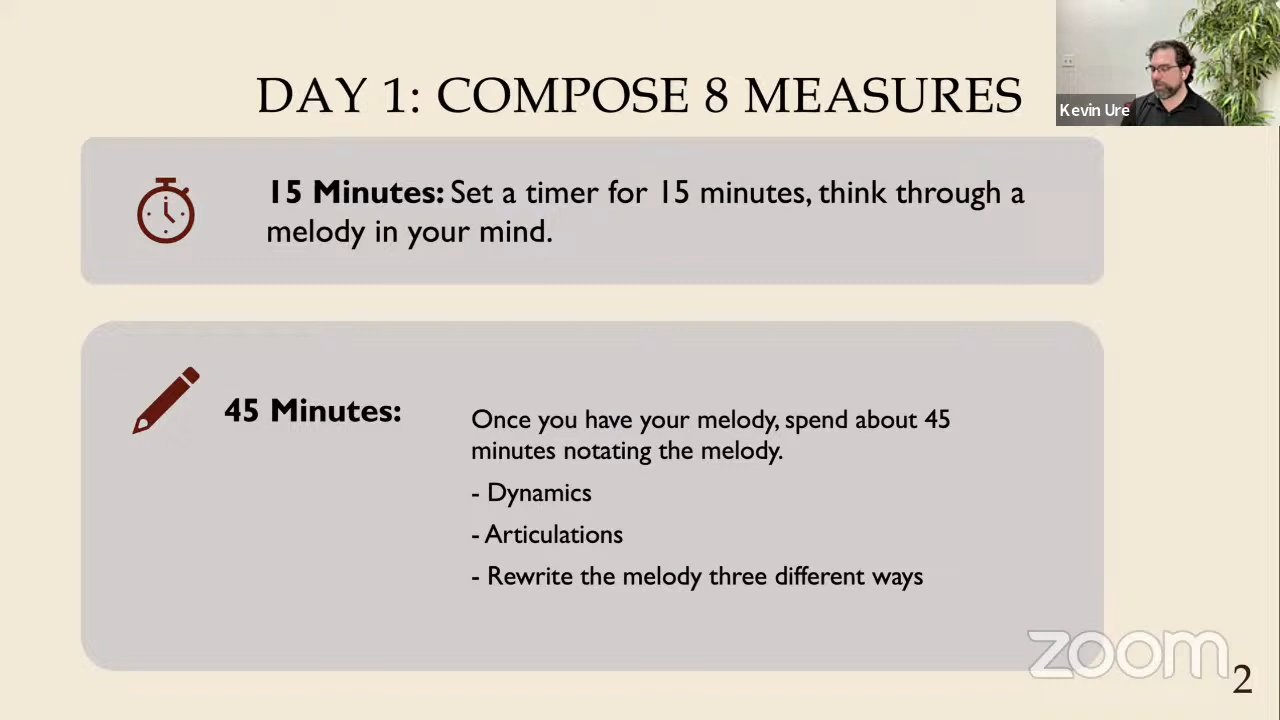 DAY 1: COMPOSE 8 MEASURES
Kevin Ure
15 Minutes: Set a timer for 15 minutes, think through a
melody in your mind.
45 Minutes:
Once you have your melody, spend about 45
minutes notating the melody.
- Dynamics
- Articulations
- Rewrite the melody three different ways
zoom
2